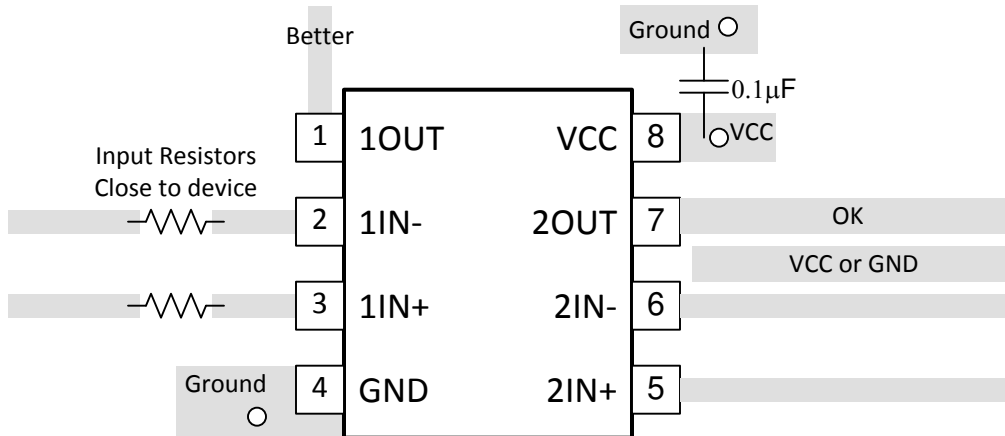 Better
Ground
0.1µF
1
1OUT
VCC
8
VCC
Input Resistors
Close to device
2
1IN-
2OUT
7
OK
VCC or GND
3
1IN+
2IN-
6
Ground
4
GND
2IN+
5